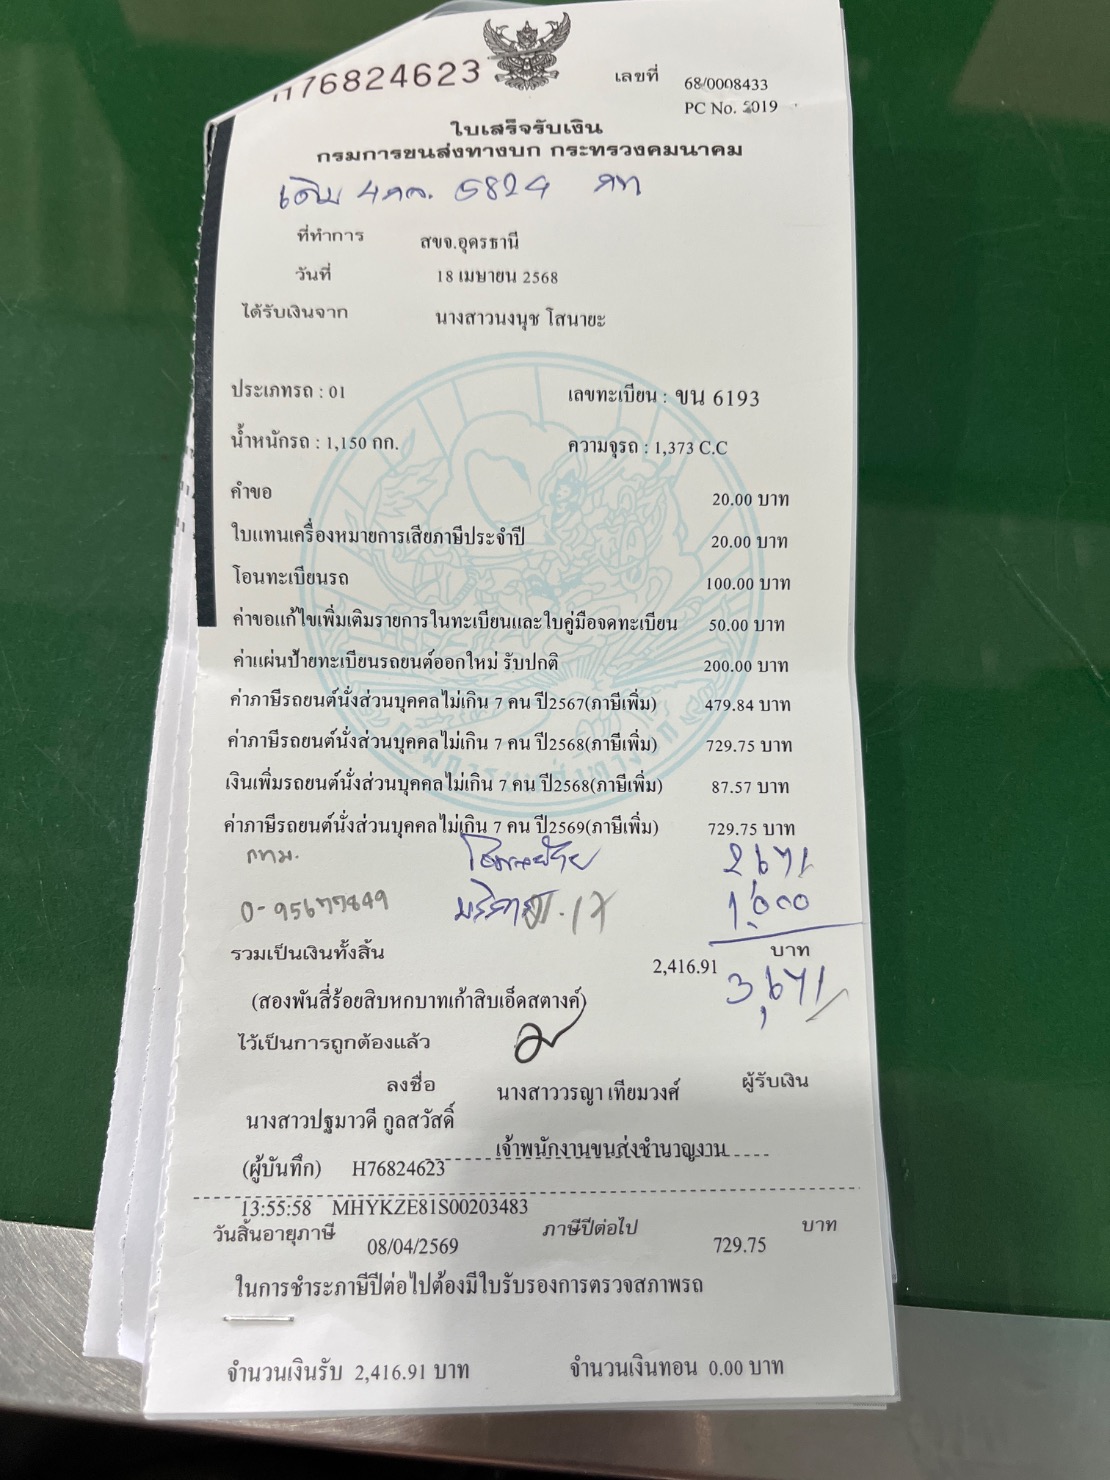 H76824623
เลขที่ 68/0008433
PC No. 2019
ใบเสร็จรับเงิน
กรมการขนส่งทางบก กระทรวงคมนาคม
เดิม 4กก. 5824 กท
ที่ทำการ สขจ.อุดรธานี
วันที่ 18 เมษายน 2568
ได้รับเงินจาก นางสาวนงนุช โสนายะ
ประเภทรถ : 01 เลขทะเบียน : ขน 6193
น้ำหนักรถ : 1,150 กก. ความจุรถ : 1,373 C.C
คำขอ 20.00 บาท
ใบแทนเครื่องหมายการเสียภาษีประจำปี 20.00 บาท
โอนทะเบียนรถ 100.00 บาท
ค่าขอแก้ไขเพิ่มเติมรายการในทะเบียนและใบคู่มือจดทะเบียน 50.00 บาท
ค่าแผ่นป้ายทะเบียนรถยนต์ออกใหม่ รับปกติ 200.00 บาท
ค่าภาษีรถยนต์นั่งส่วนบุคคลไม่เกิน 7 คน ปี2567(ภาษีเพิ่ม) 479.84 บาท
ค่าภาษีรถยนต์นั่งส่วนบุคคลไม่เกิน 7 คน ปี2568(ภาษีเพิ่ม) 729.75 บาท
เงินเพิ่มรถยนต์นั่งส่วนบุคคลไม่เกิน 7 คน ปี2568(ภาษีเพิ่ม) 87.57 บาท
ค่าภาษีรถยนต์นั่งส่วนบุคคลไม่เกิน 7 คน ปี2569(ภาษีเพิ่ม) 729.75 บาท
กทม. 2,671
0-95677849 1,000
รวมเป็นเงินทั้งสิ้น 2,416.91 บาท
3,671
(สองพันสี่ร้อยสิบหกบาทเก้าสิบเอ็ดสตางค์)
ไว้เป็นการถูกต้องแล้ว
ลงชื่อ นางสาววรญา เทียมวงศ์ ผู้รับเงิน
นางสาวปฐมาวดี กูลสวัสดิ์
เจ้าพนักงานขนส่งชำนาญงาน
(ผู้บันทึก) H76824623
13:55:58 MHYKZE81S00203483
วันสิ้นอายุภาษี 08/04/2569 ภาษีปีต่อไป 729.75 บาท
ในการชำระภาษีปีต่อไปต้องมีใบรับรองการตรวจสภาพรถ
จำนวนเงินรับ 2,416.91 บาท จำนวนเงินทอน 0.00 บาท